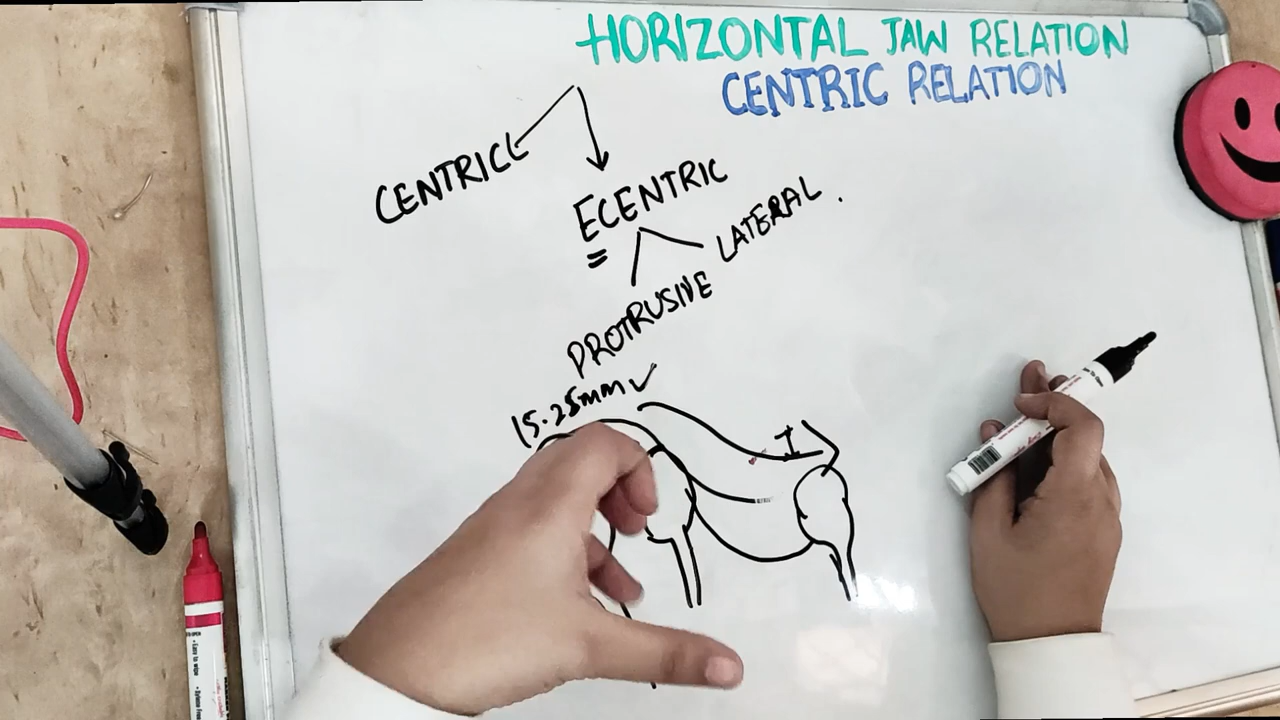 HORIZONTAL JAW RELATION
CENTRIC RELATION
CENTRIC
ECENTRIC
LATERAL .
PROTRUSIVE
15.25mm ✓
I